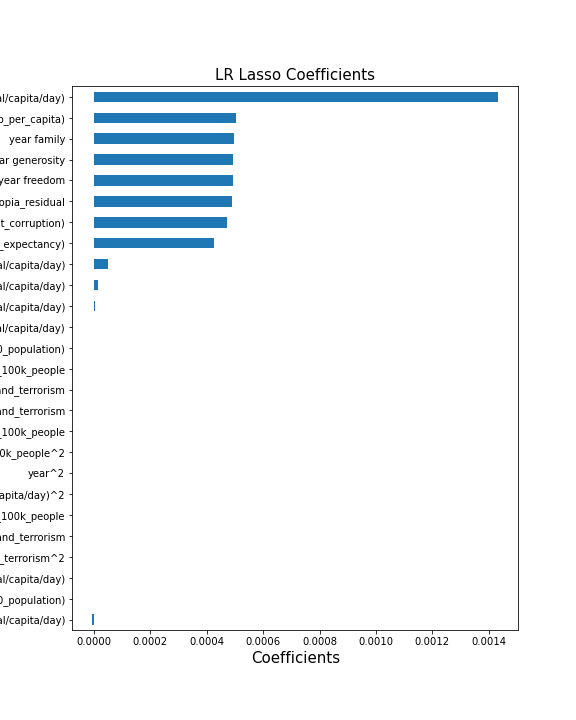 LR Lasso Coefficients
al/capita/day)
o_per_capita)
year family
ar generosity
year freedom
opia_residual
t_corruption)
_expectancy)
al/capita/day)
al/capita/day)
al/capita/day)
al/capita/day)
0_population)
_100k_people
and_terrorism
and_terrorism
_100k_people
0k_people^2
year^2
apita/day)^2
_100k_people
and_terrorism
_terrorism^2
al/capita/day)
0_population)
al/capita/day)
0.0000 0.0002 0.0004 0.0006 0.0008 0.0010 0.0012 0.0014
Coefficients